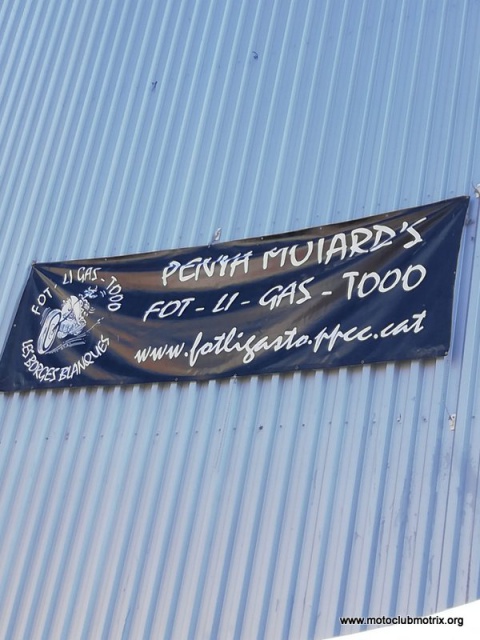 FOT - LI GAS - TOOO
LES BORGES BLANQUES
PENYA MOTARD'S
FOT - LI - GAS - TOOO
www.fotligasto.ppcc.cat
www.motoclubmotrix.org